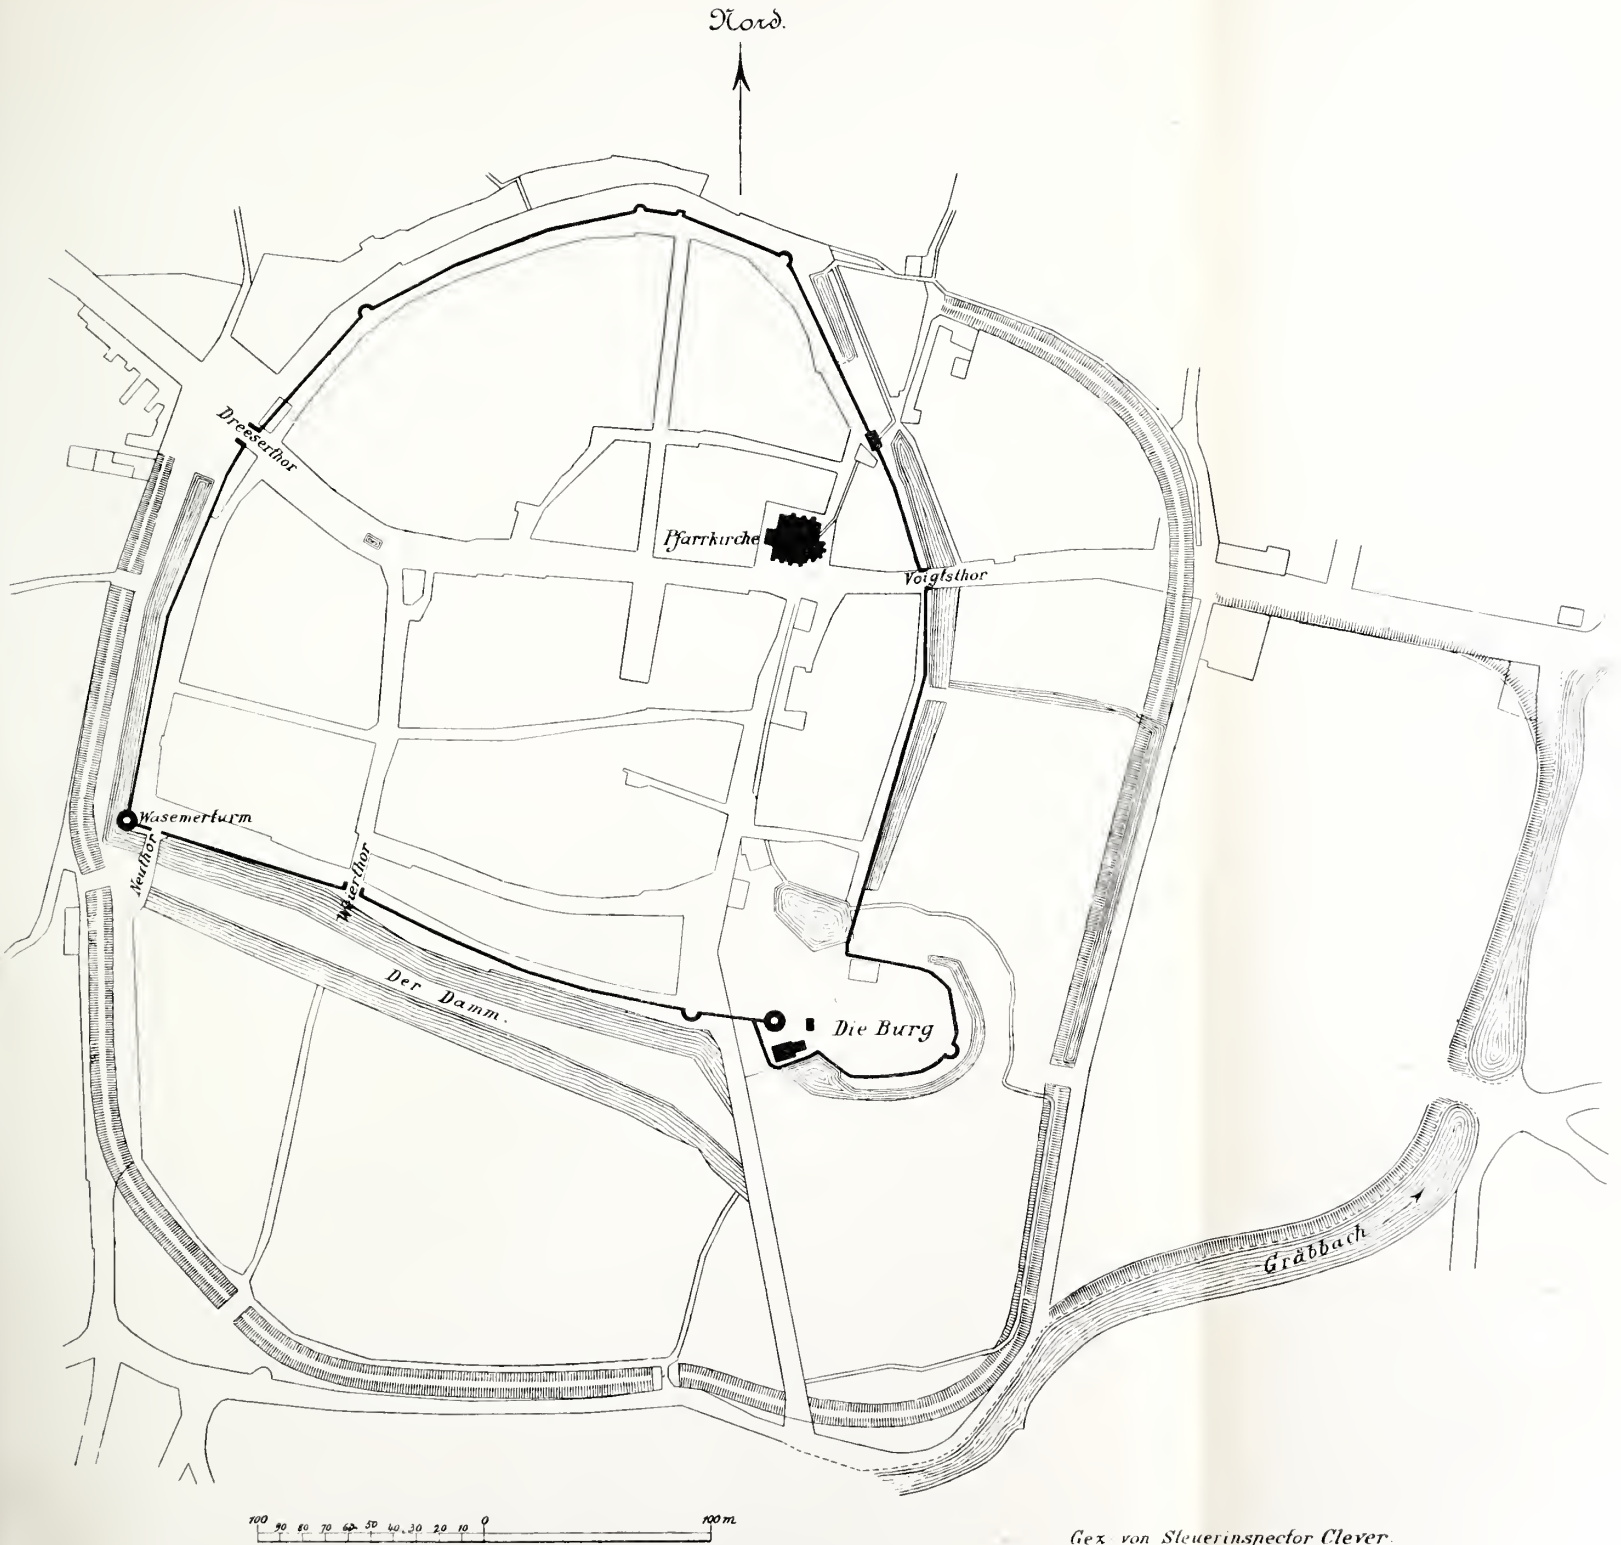 Nord.
Dreeserthor
Pfarrkirche
Voigtsthor
Wasemerturm
Neuthor
Weierthor
Der Damm.
Die Burg
Gräbbach
100 90 80 70 60 50 40 30 20 10 0 100 m
Gez von Steuerinspector Clever.